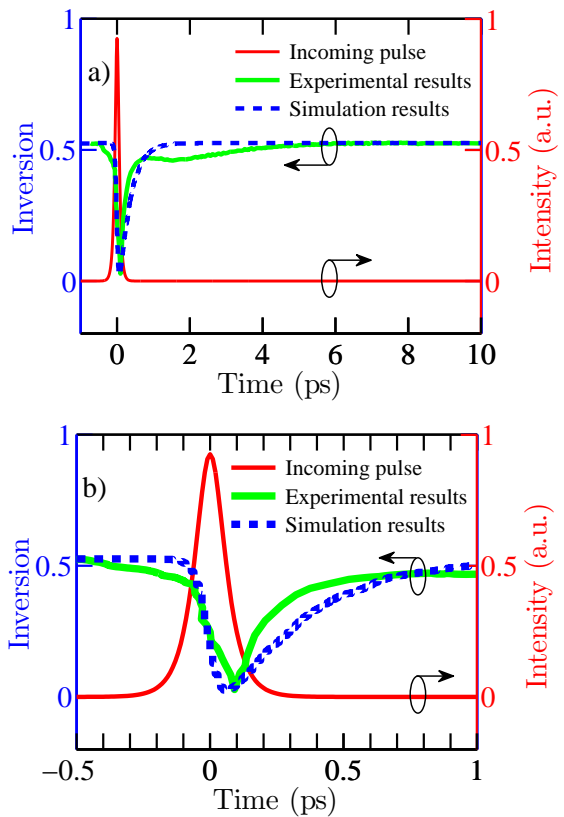 1
1
a)
Incoming pulse
Experimental results
Simulation results
Inversion
Intensity (a.u.)
0.5
0.5
0
0
0
2
4
6
8
10
Time (ps)
1
1
b)
Incoming pulse
Experimental results
Simulation results
Inversion
Intensity (a.u.)
0.5
0.5
0
0
−0.5
0
0.5
1
Time (ps)